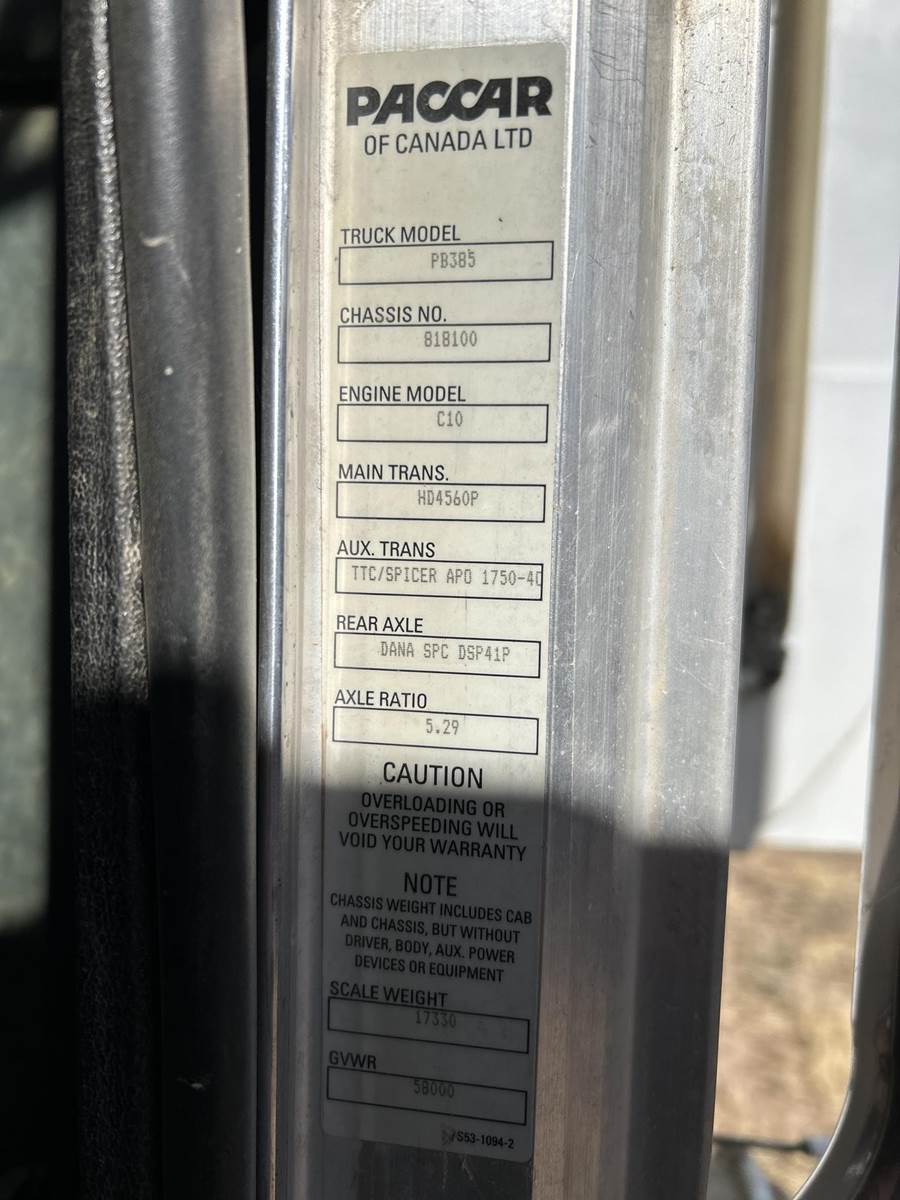 PACCAR
OF CANADA LTD
TRUCK MODEL
PB385
CHASSIS NO.
818100
ENGINE MODEL
C10
MAIN TRANS.
HD4560P
AUX. TRANS
TTC/SPICER APO 1750-4
REAR AXLE
DANA SPC DSP41P
AXLE RATIO
5.29
CAUTION
OVERLOADING OR
OVERSPEEDING WILL
VOID YOUR WARRANTY
NOTE
CHASSIS WEIGHT INCLUDES CAB
AND CHASSIS, BUT WITHOUT
DRIVER, BODY, AUX. POWER
DEVICES OR EQUIPMENT
SCALE WEIGHT
17330
GVWR
58000
S53-1094-2